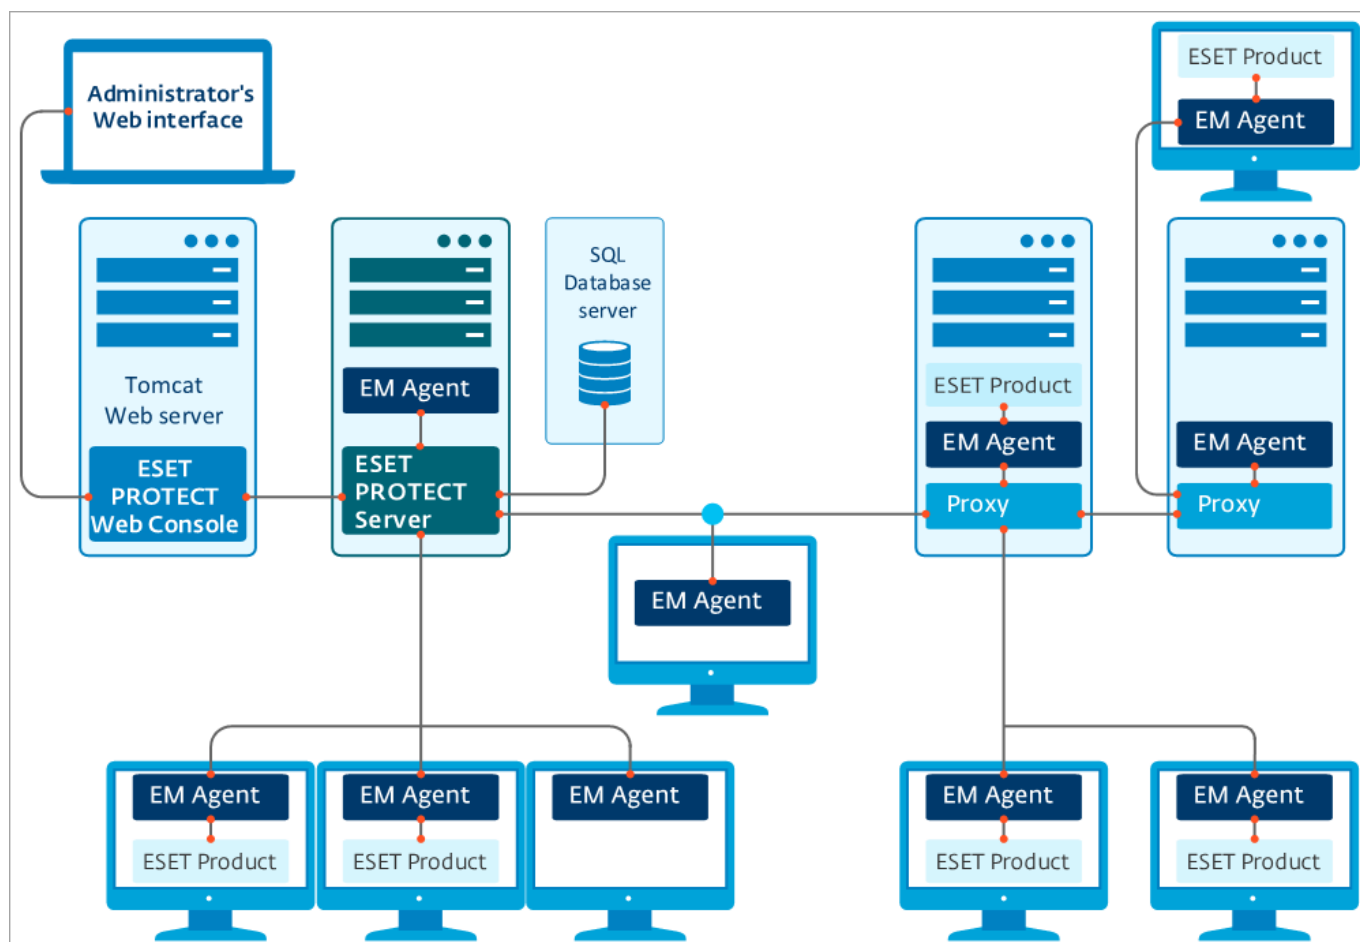 Administrator's
Web interface
ESET Product
EM Agent
Tomcat
Web server
ESET
PROTECT
Web Console
EM Agent
ESET
PROTECT
Server
SQL
Database
server
ESET Product
EM Agent
Proxy
EM Agent
Proxy
EM Agent
EM Agent
ESET Product
EM Agent
ESET Product
EM Agent
EM Agent
ESET Product
EM Agent
ESET Product